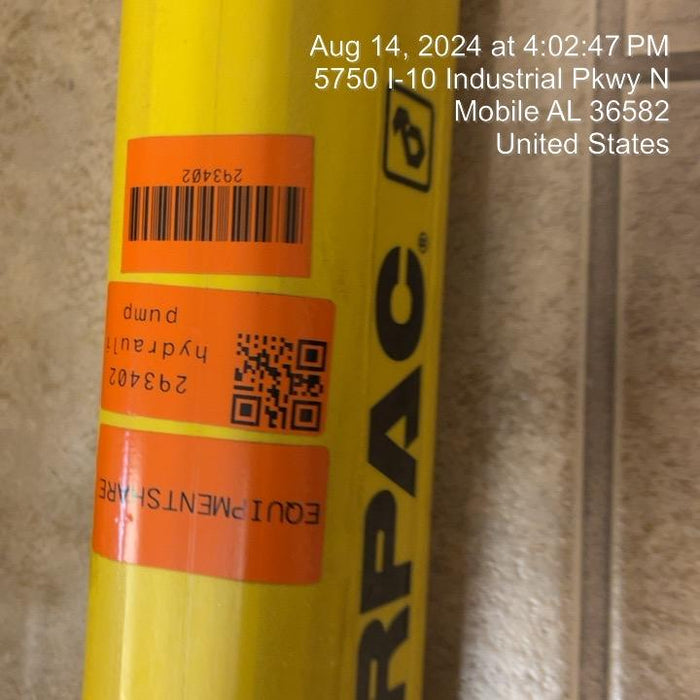 Aug 14, 2024 at 4:02:47 PM
5750 I-10 Industrial Pkwy N
Mobile AL 36582
United States
293402
293402
hydrauli
pump
EQUIPMENTSHARE
RPAC®